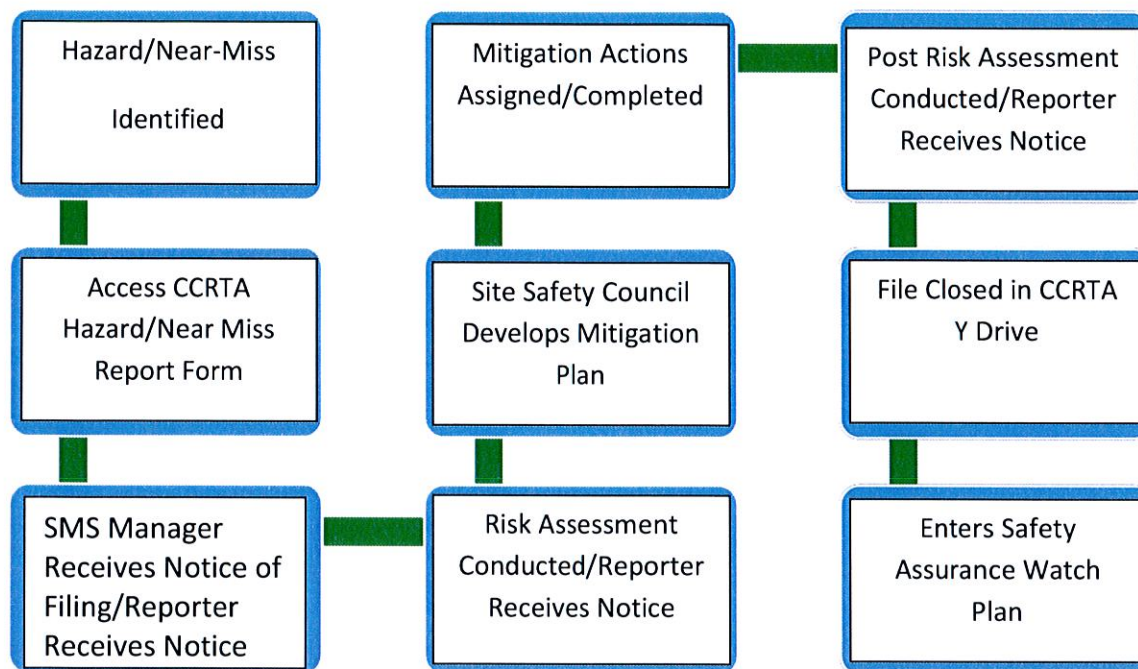 Hazard/Near-Miss
Identified
Access CCRTA
Hazard/Near Miss
Report Form
SMS Manager
Receives Notice of
Filing/Reporter
Receives Notice
Risk Assessment
Conducted/Reporter
Receives Notice
Site Safety Council
Develops Mitigation
Plan
Mitigation Actions
Assigned/Completed
Post Risk Assessment
Conducted/Reporter
Receives Notice
File Closed in CCRTA
Y Drive
Enters Safety
Assurance Watch
Plan